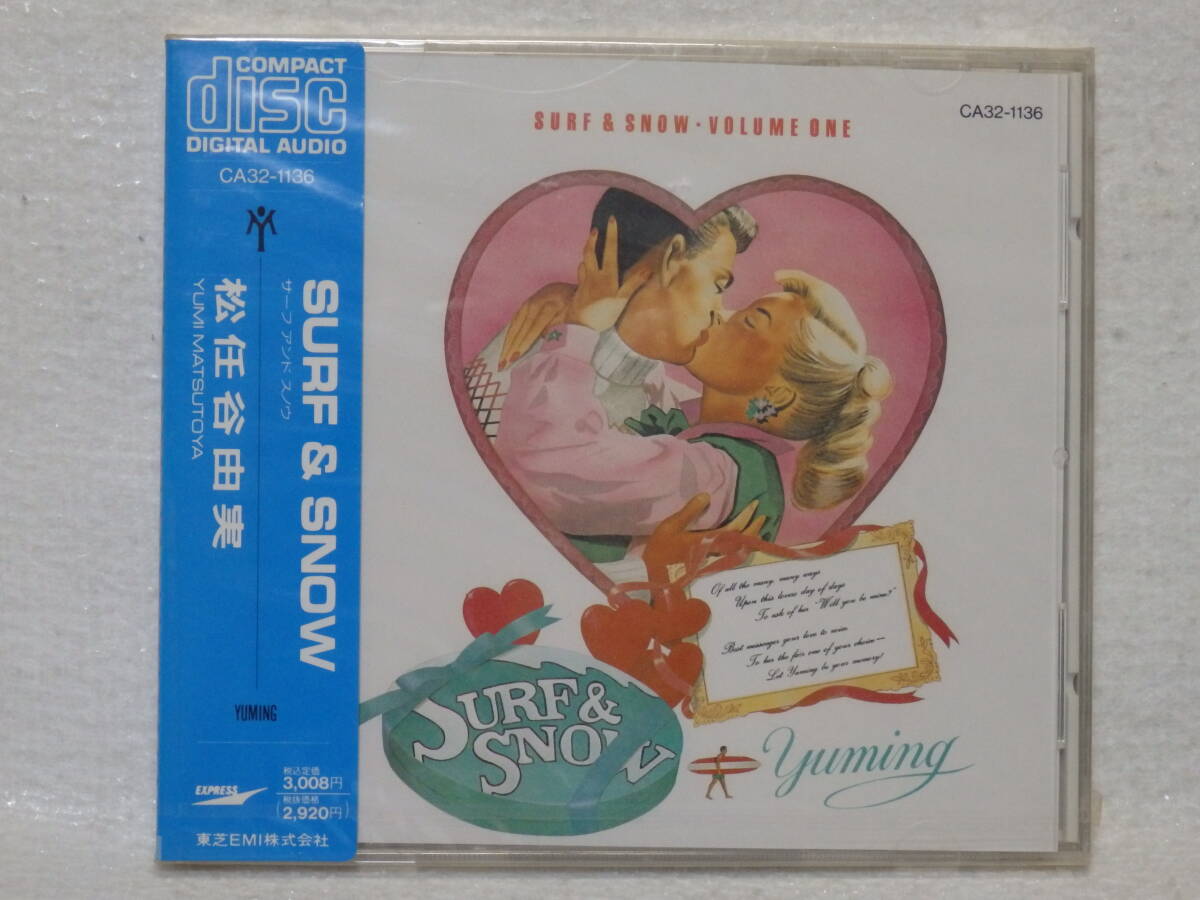 COMPACT
disc
DIGITAL AUDIO
CA32-1136
SURF & SNOW
サーフ アンド スノウ
松任谷由実
YUMI MATSUTOYA
YUMING
EXPRESS
税込定価
3,008円
税抜価格
(2,920円)
東芝EMI株式会社
SURF & SNOW・VOLUME ONE
CA32-1136
Of all the many, many ways
Upon this lovers day of days
To ask of her "Will you be mine?"
Best messenger your love to
To her the fair one of your choice—
Let Yuming be your memory!
SURF &
SNOW
yuming